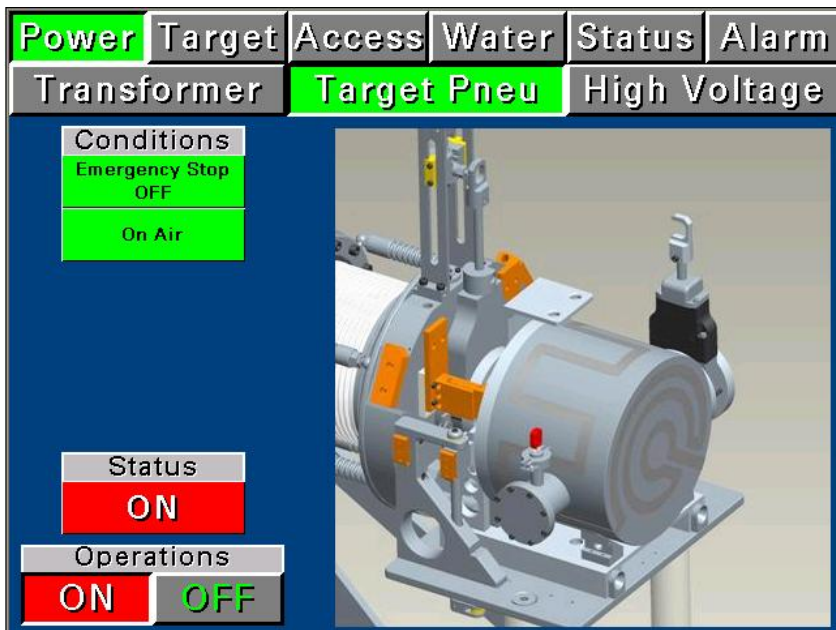 Power Target Access Water Status Alarm
Transformer Target Pneu High Voltage
Conditions
Emergency Stop
OFF
On Air
Status
ON
Operations
ON OFF